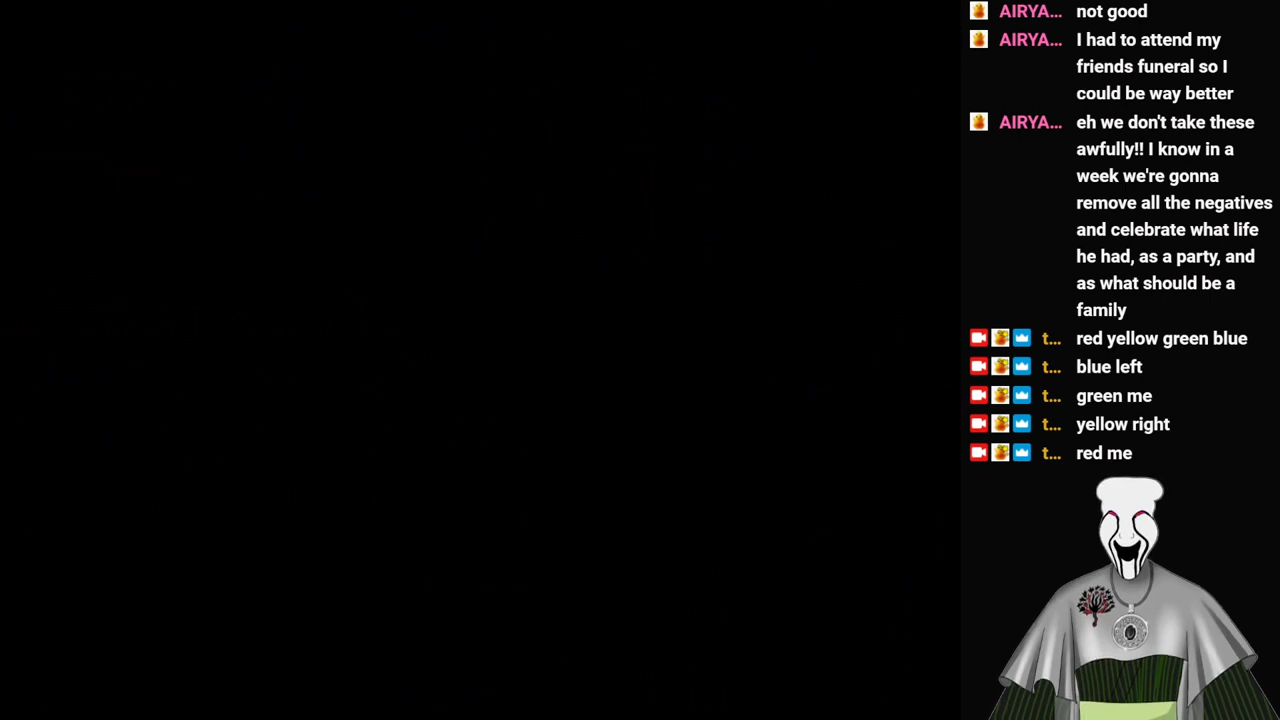 AIRYA... not good
AIRYA... I had to attend my
friends funeral so I
could be way better
AIRYA... eh we don't take these
awfully!! I know in a
week we're gonna
remove all the negatives
and celebrate what life
he had, as a party, and
as what should be a
family
t... red yellow green blue
t... blue left
t... green me
t... yellow right
t... red me